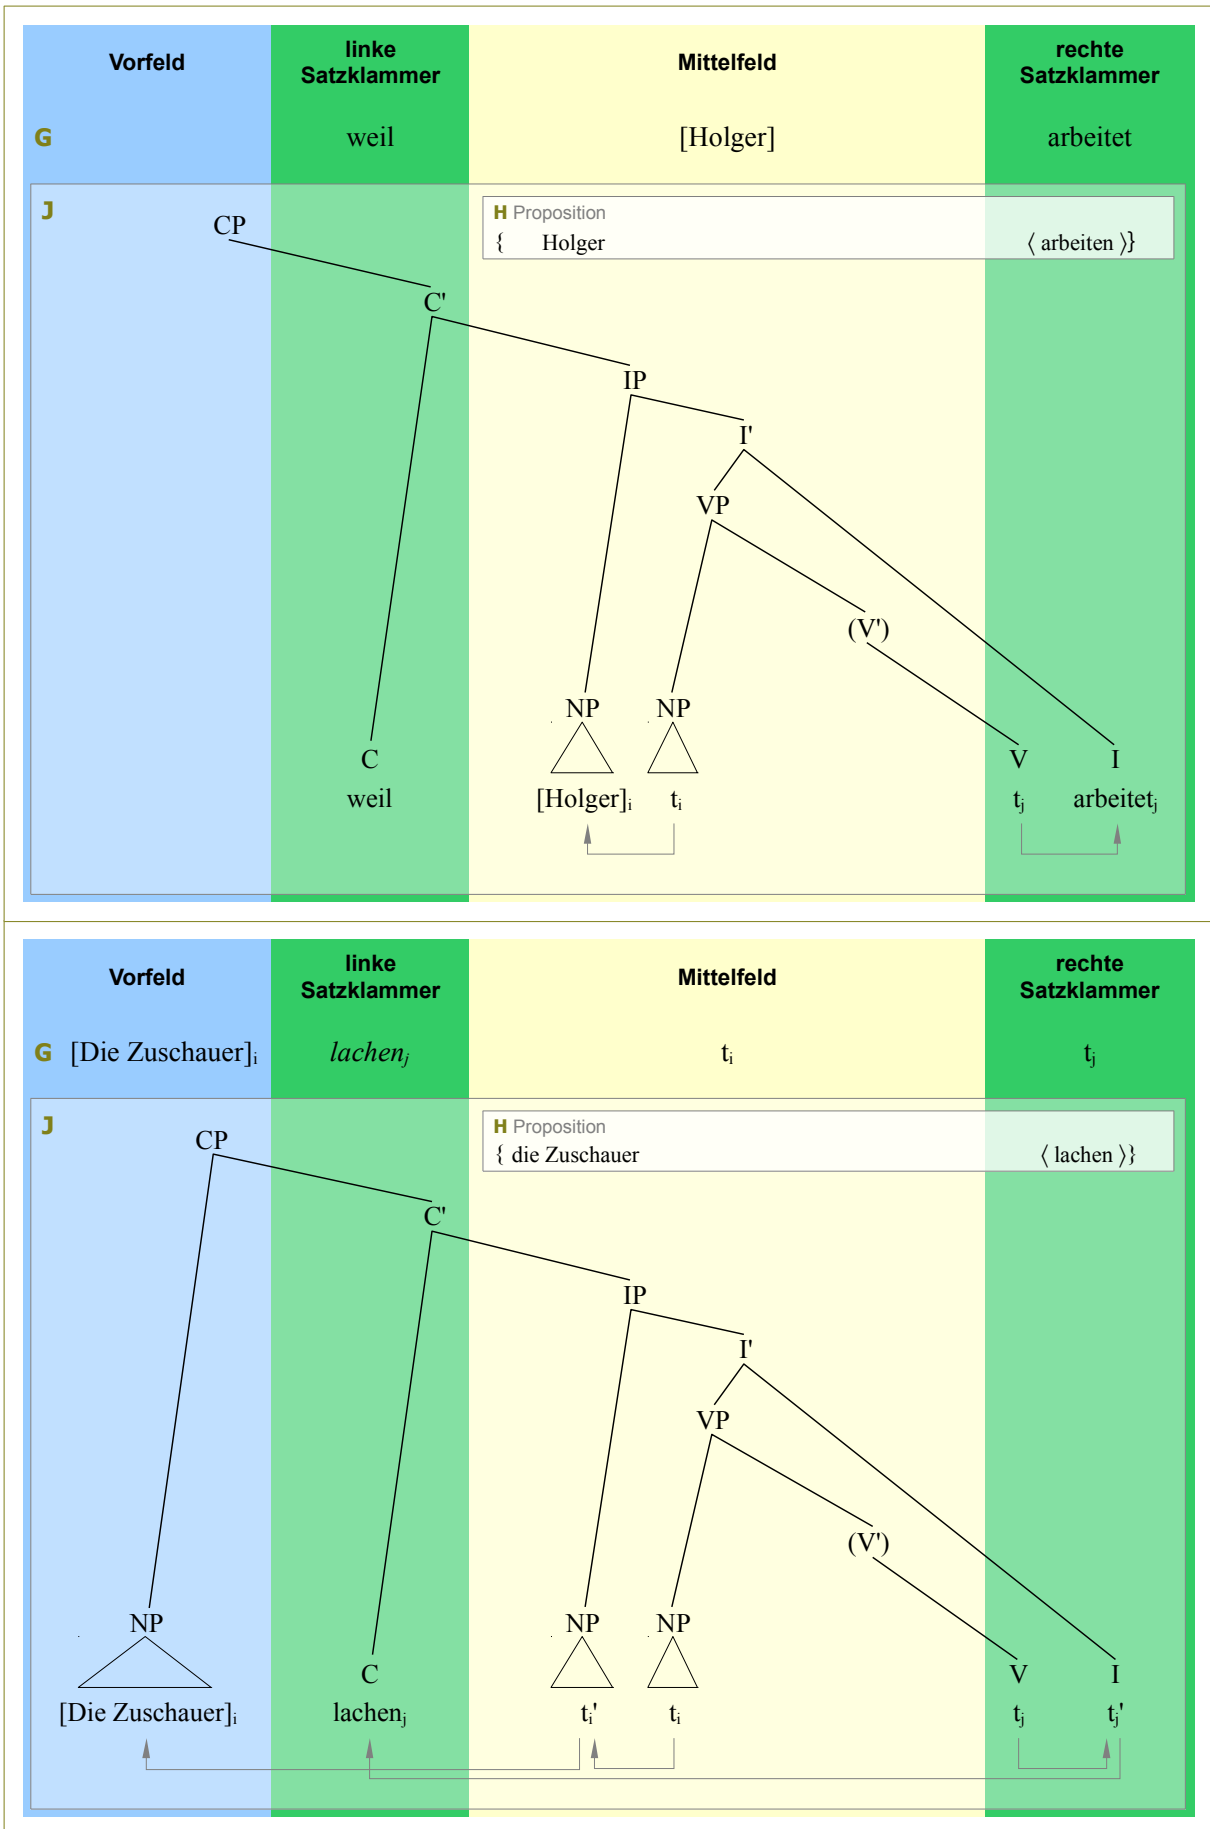 Vorfeld linke Satzklammer Mittelfeld rechte Satzklammer
G weil [Holger] arbeitet
J CP
H Proposition
{ Holger ⟨ arbeiten ⟩}
C'
IP
I'
VP
(V')
NP NP
C V I
weil [Holger]i ti tj arbeitetj
Vorfeld linke Satzklammer Mittelfeld rechte Satzklammer
G [Die Zuschauer]i lachenj ti tj
J CP
H Proposition
{ die Zuschauer ⟨ lachen ⟩}
C'
IP
I'
VP
(V')
NP NP NP
C V I
[Die Zuschauer]i lachenj ti' ti tj tj'